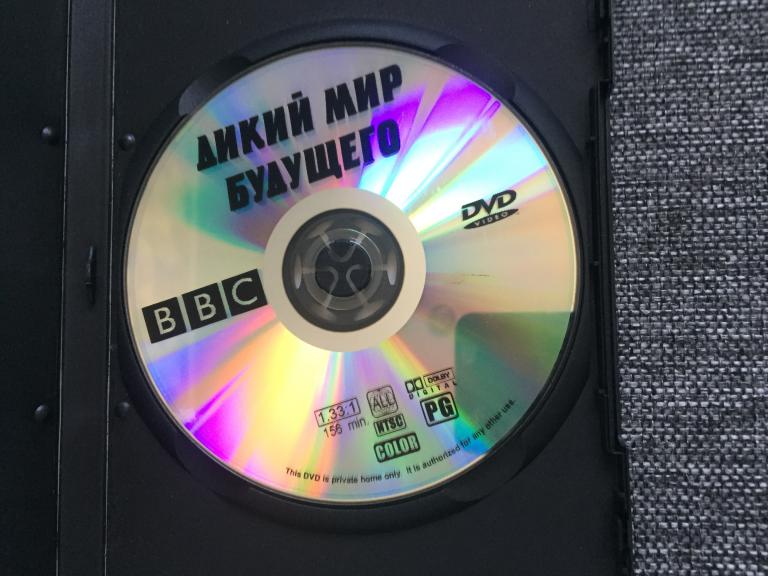 ДИКИЙ МИР
БУДУЩЕГО
DVD
VIDEO
BBC
1.33:1
156 min.
ALL
NTSC
COLOR
DOLBY
DIGITAL
PG
This DVD is private home only. It is authorized for any other use.